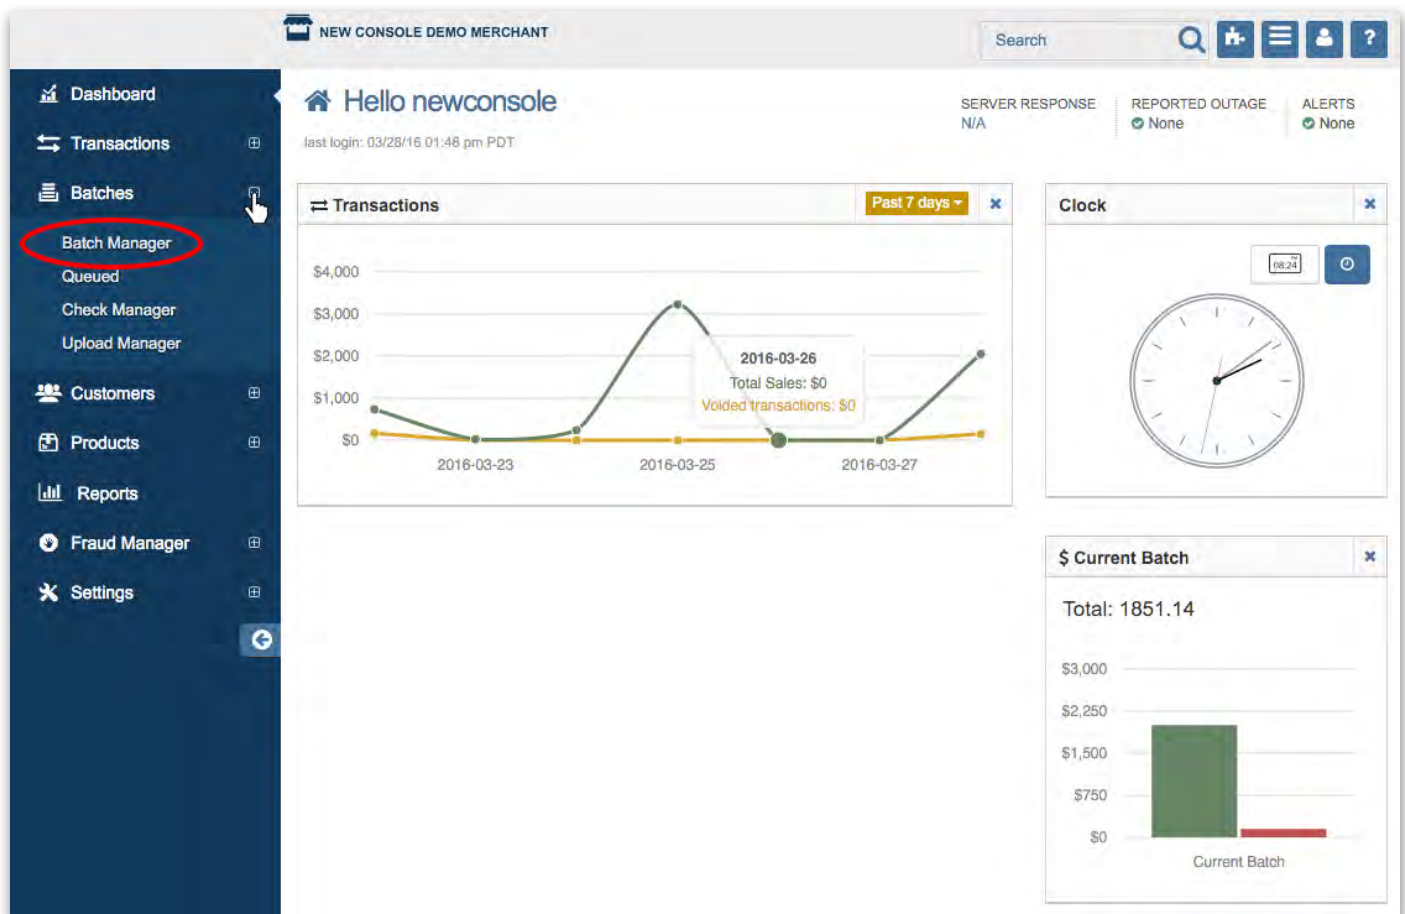 NEW CONSOLE DEMO MERCHANT
Search
?
Dashboard
Transactions
Batches
Batch Manager
Queued
Check Manager
Upload Manager
Customers
Products
Reports
Fraud Manager
Settings
Hello newconsole
last login: 03/28/16 01:48 pm PDT
SERVER RESPONSE
N/A
REPORTED OUTAGE
None
ALERTS
None
Transactions
Past 7 days
$4,000
$3,000
$2,000
$1,000
$0
2016-03-26
Total Sales: $0
Voided transactions: $0
2016-03-23
2016-03-25
2016-03-27
Clock
08:24
$ Current Batch
Total: 1851.14
$3,000
$2,250
$1,500
$750
$0
Current Batch